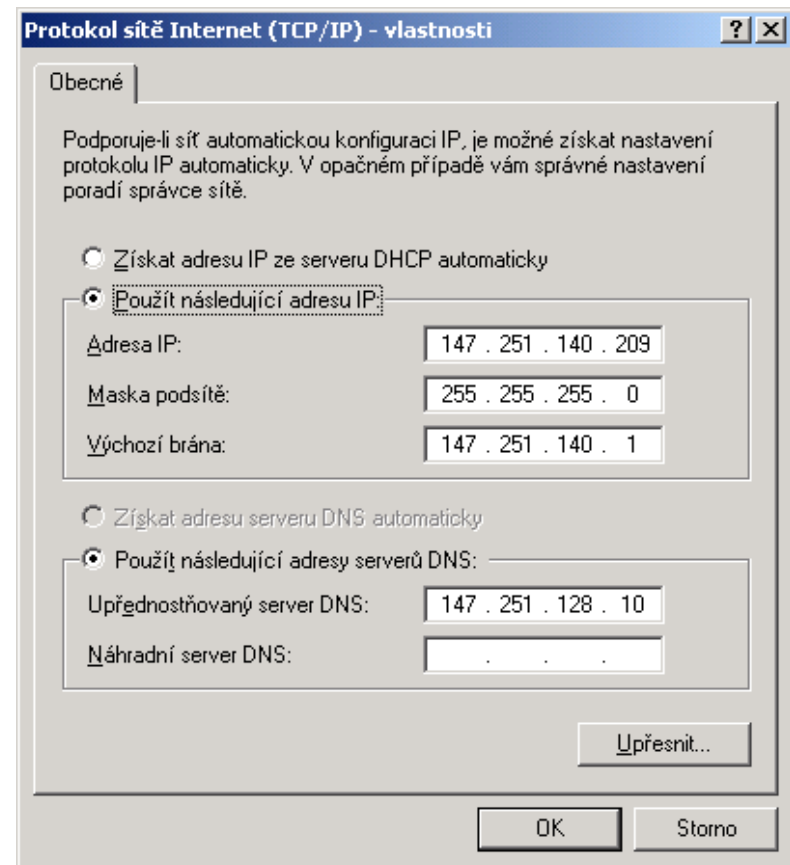 Protokol sítě Internet (TCP/IP) - vlastnosti
Obecné
Podporuje-li síť automatickou konfiguraci IP, je možné získat nastavení
protokolu IP automaticky. V opačném případě vám správné nastavení
poradí správce sítě.
Získat adresu IP ze serveru DHCP automaticky
Použít následující adresu IP:
Adresa IP: 147 . 251 . 140 . 209
Maska podsítě: 255 . 255 . 255 . 0
Výchozí brána: 147 . 251 . 140 . 1
Získat adresu serveru DNS automaticky
Použít následující adresy serverů DNS:
Upřednostňovaný server DNS: 147 . 251 . 128 . 10
Náhradní server DNS: . . .
Upřesnit...
OK Storno